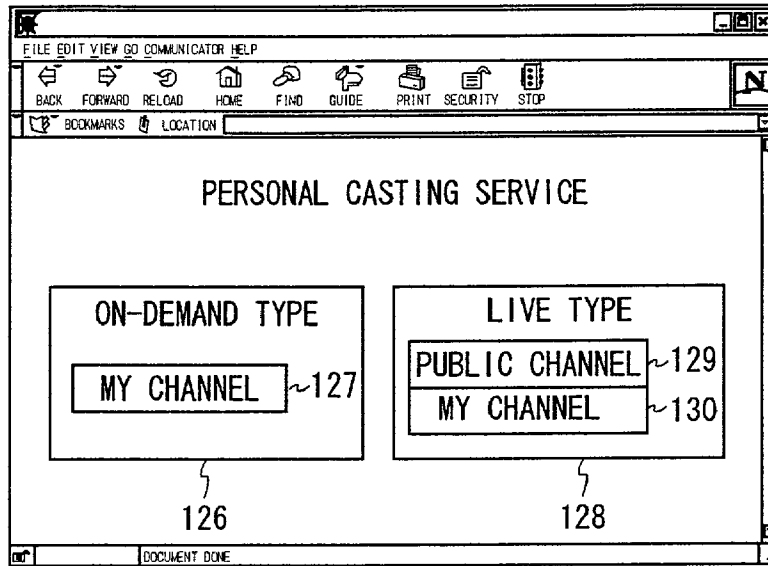 FILE EDIT VIEW GO COMMUNICATOR HELP
BACK FORWARD RELOAD HOME FIND GUIDE PRINT SECURITY STOP
N
BOOKMARKS LOCATION
PERSONAL CASTING SERVICE
ON-DEMAND TYPE
MY CHANNEL
127
126
LIVE TYPE
PUBLIC CHANNEL
129
MY CHANNEL
130
128
DOCUMENT DONE